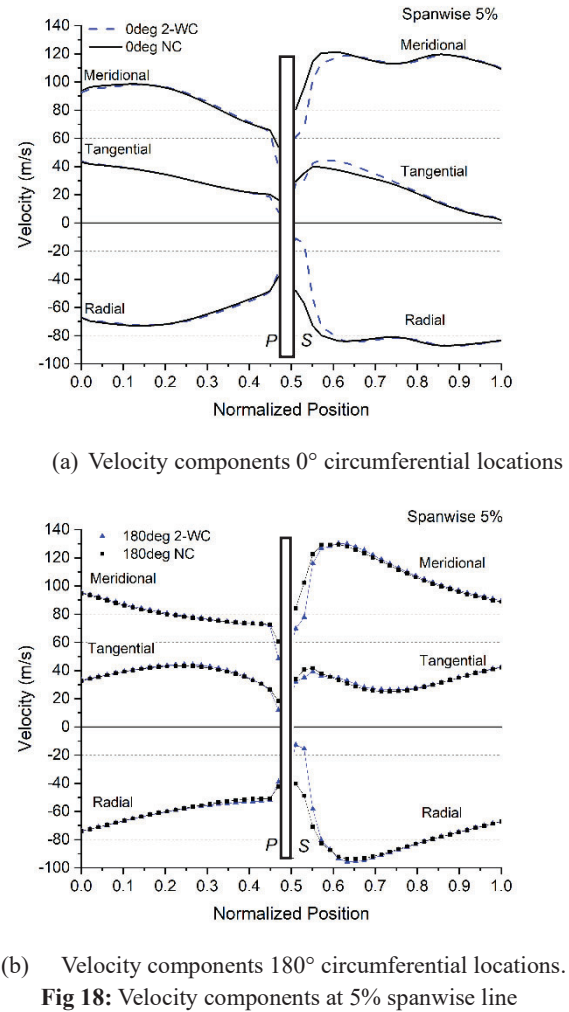 Spanwise 5%
0deg 2-WC
0deg NC
Meridional
Meridional
Tangential
Tangential
Radial
Radial
P
S
Velocity (m/s)
140
120
100
80
60
40
20
0
-20
-40
-60
-80
-100
0.0 0.1 0.2 0.3 0.4 0.5 0.6 0.7 0.8 0.9 1.0
Normalized Position
(a) Velocity components 0° circumferential locations
Spanwise 5%
180deg 2-WC
180deg NC
Meridional
Meridional
Tangential
Tangential
Radial
Radial
P
S
Velocity (m/s)
140
120
100
80
60
40
20
0
-20
-40
-60
-80
-100
0.0 0.1 0.2 0.3 0.4 0.5 0.6 0.7 0.8 0.9 1.0
Normalized Position
(b) Velocity components 180° circumferential locations.
Fig 18: Velocity components at 5% spanwise line